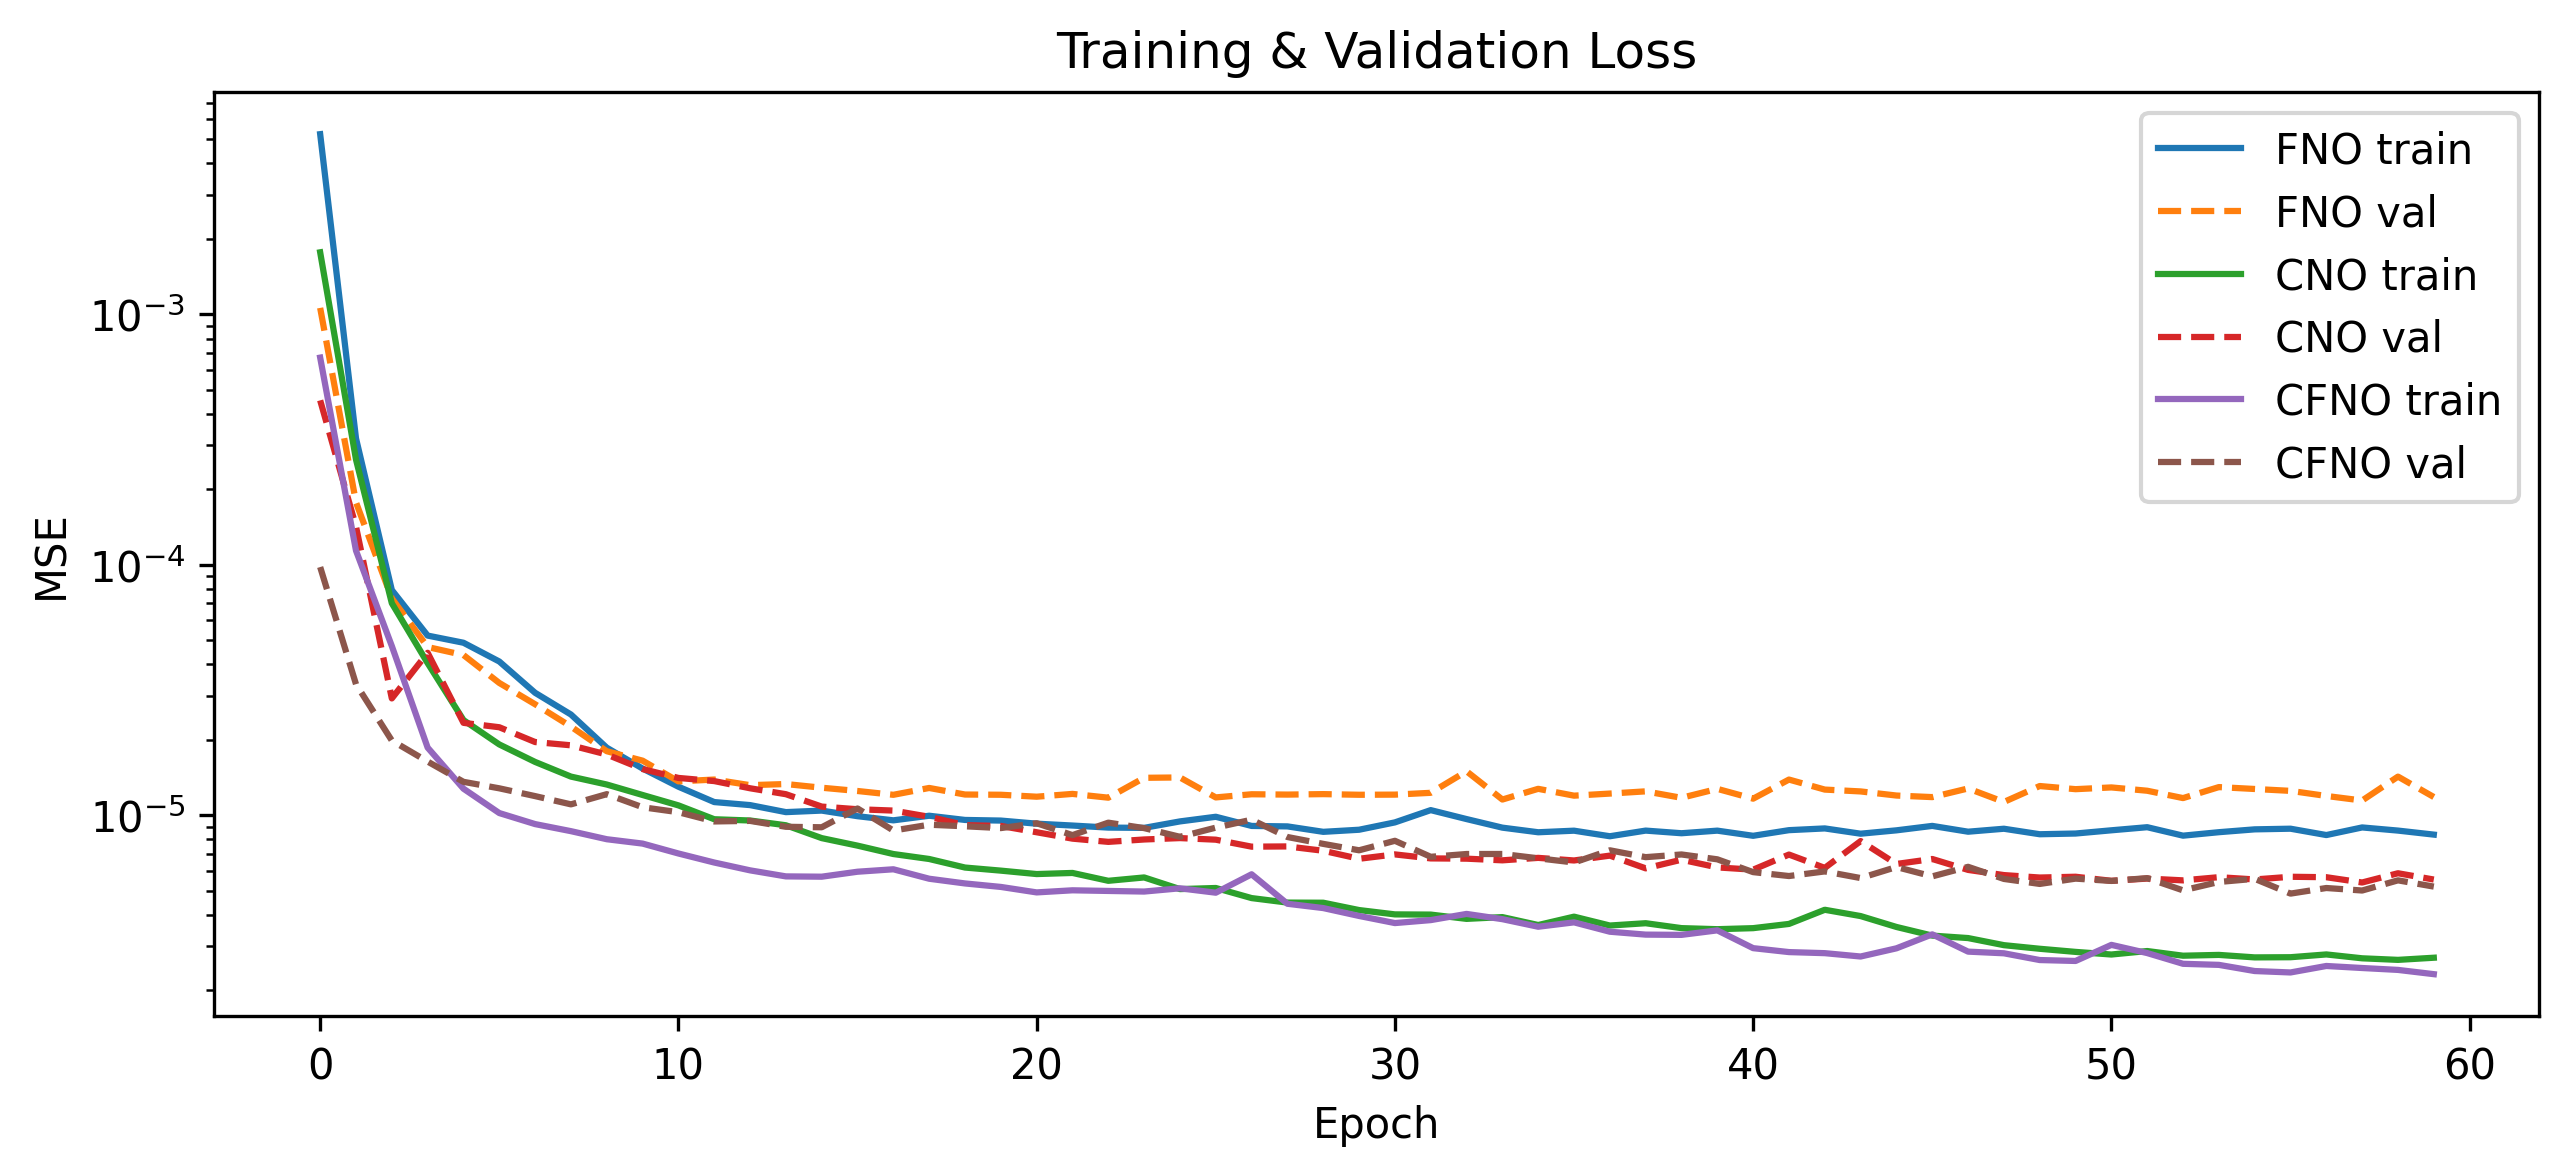 Training & Validation Loss
MSE
10⁻³
10⁻⁴
10⁻⁵
0 10 20 30 40 50 60
Epoch
FNO train
FNO val
CNO train
CNO val
CFNO train
CFNO val